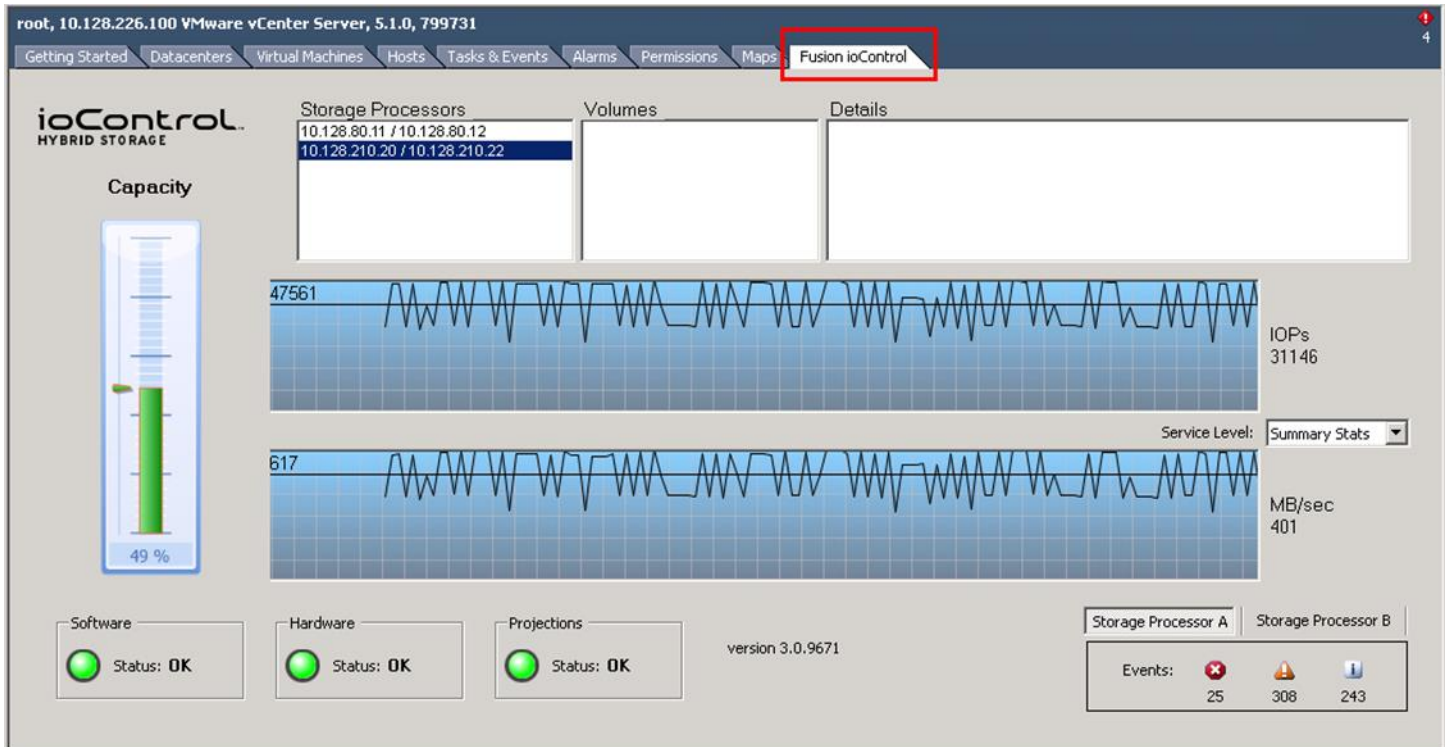 root, 10.128.226.100 VMware vCenter Server, 5.1.0, 799731
4
Getting Started Datacenters Virtual Machines Hosts Tasks & Events Alarms Permissions Maps Fusion ioControl
ioControl™
HYBRID STORAGE
Storage Processors Volumes Details
10.128.80.11 / 10.128.80.12
10.128.210.20 / 10.128.210.22
Capacity
47561
IOPs
31146
Service Level: Summary Stats
617
MB/sec
401
49 %
Software Hardware Projections
Status: OK Status: OK Status: OK
version 3.0.9671
Storage Processor A Storage Processor B
Events:
25 308 243